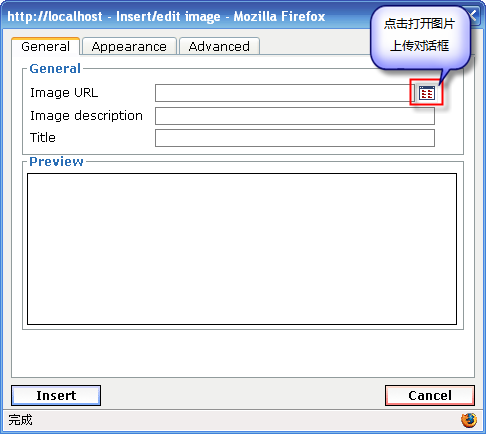 http://localhost - Insert/edit image - Mozilla Firefox
点击打开图片
上传对话框
General Appearance Advanced
General
Image URL
Image description
Title
Preview
Insert Cancel
完成